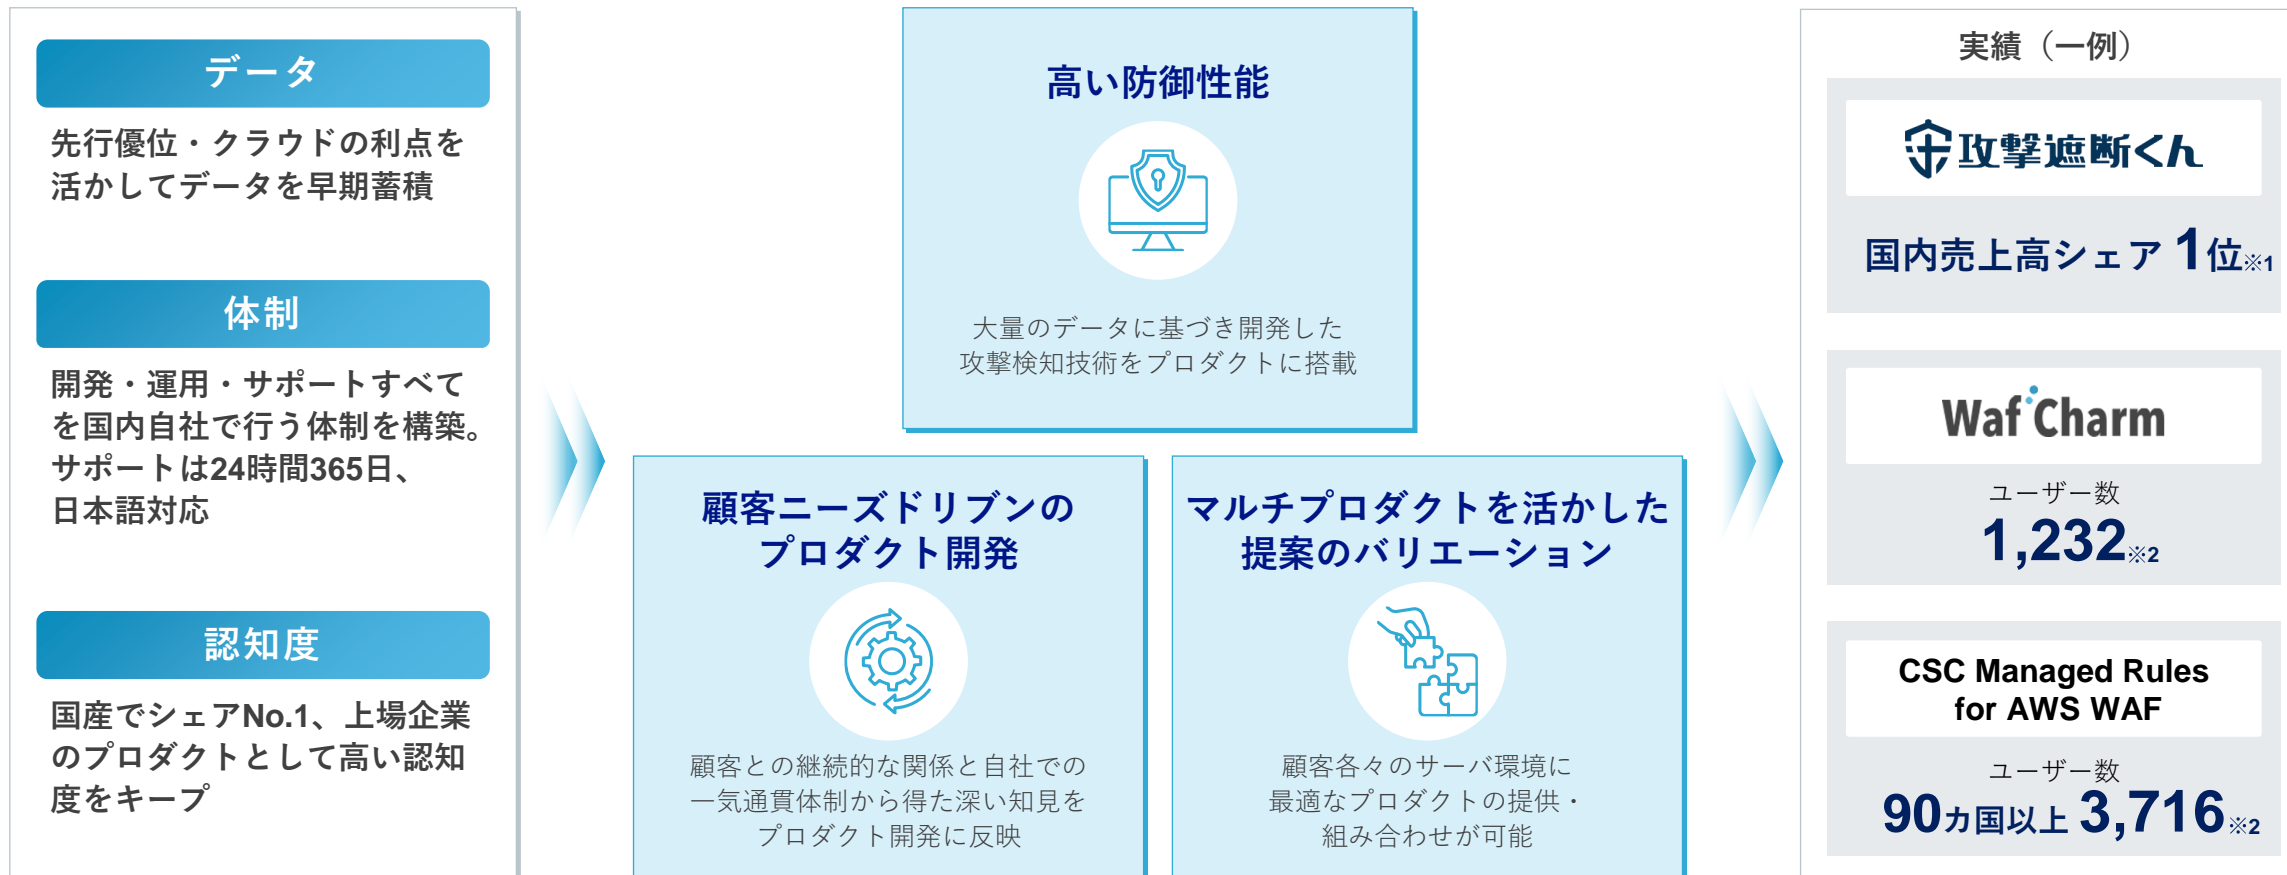 データ
先行優位・クラウドの利点を
活かしてデータを早期蓄積
体制
開発・運用・サポートすべて
を国内自社で行う体制を構築。
サポートは24時間365日、
日本語対応
認知度
国産でシェアNo.1、上場企業
のプロダクトとして高い認知
度をキープ
高い防御性能
大量のデータに基づき開発した
攻撃検知技術をプロダクトに搭載
顧客ニーズドリブンの
プロダクト開発
顧客との継続的な関係と自社での
一気通貫体制から得た深い知見を
プロダクト開発に反映
マルチプロダクトを活かした
提案のバリエーション
顧客各々のサーバ環境に
最適なプロダクトの提供・
組み合わせが可能
実績（一例）
攻撃遮断くん
国内売上高シェア 1位※1
WafCharm
ユーザー数
1,232※2
CSC Managed Rules
for AWS WAF
ユーザー数
90カ国以上 3,716※2